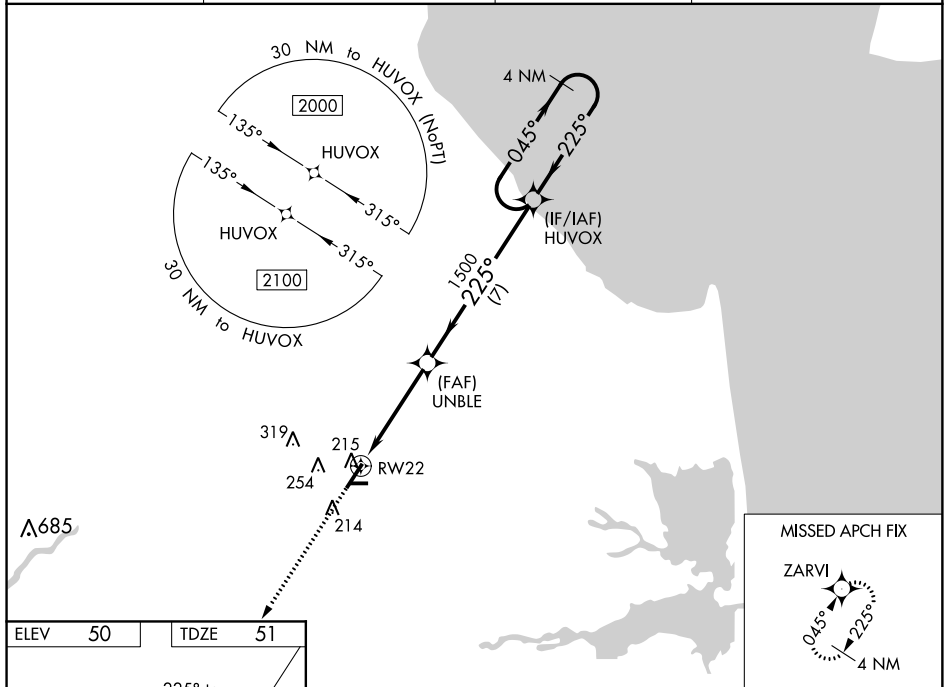 30 NM to HUVOX (NoPT)
2000
135°
HUVOX
315°
135°
HUVOX
315°
2100
30 NM to HUVOX
4 NM
045°
225°
(IF/IAF)
HUVOX
1500
225°
(7)
(FAF)
UNBLE
319
215
254
RW22
214
685
MISSED APCH FIX
ZARVI
045°
225°
4 NM
ELEV 50
TDZE 51